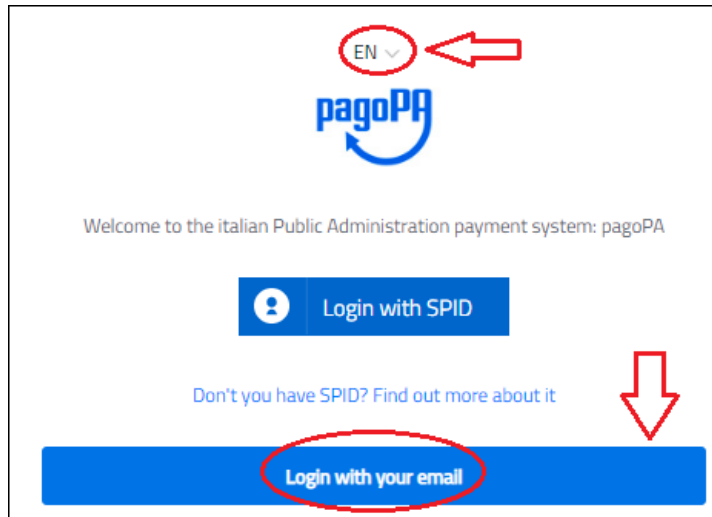 EN
pagoPA
Welcome to the italian Public Administration payment system: pagoPA
Login with SPID
Don't you have SPID? Find out more about it
Login with your email